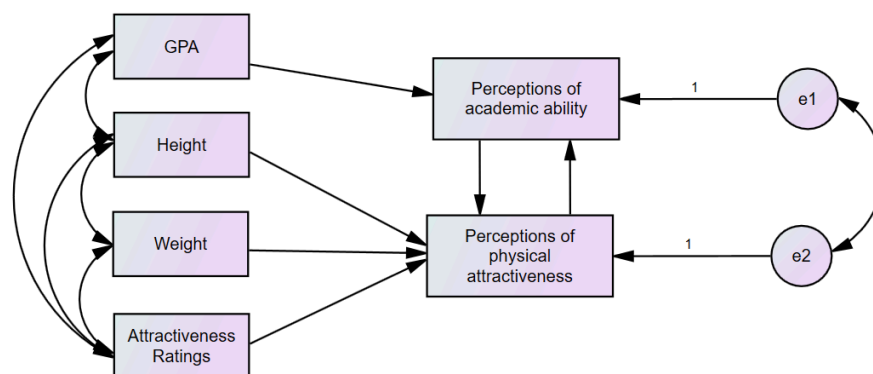 GPA
Height
Weight
Attractiveness
Ratings
Perceptions of
academic ability
Perceptions of
physical
attractiveness
1
e1
1
e2